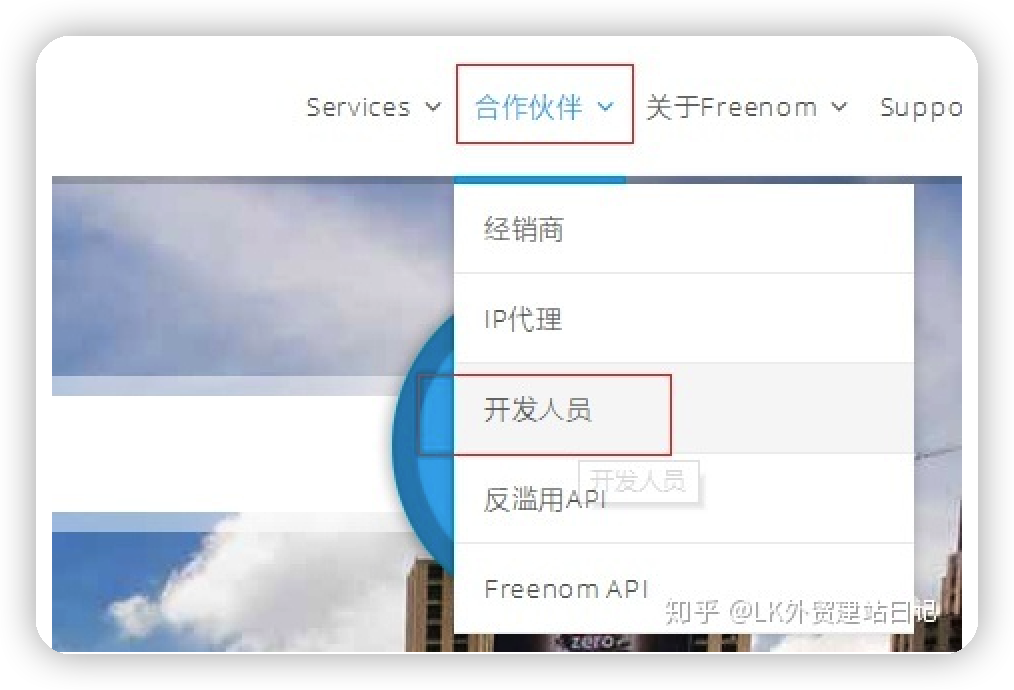 Services 合作伙伴 关于Freenom Suppo
经销商
IP代理
开发人员
开发人员
反滥用API
Freenom API
知乎 @LK外贸建站日记
zero